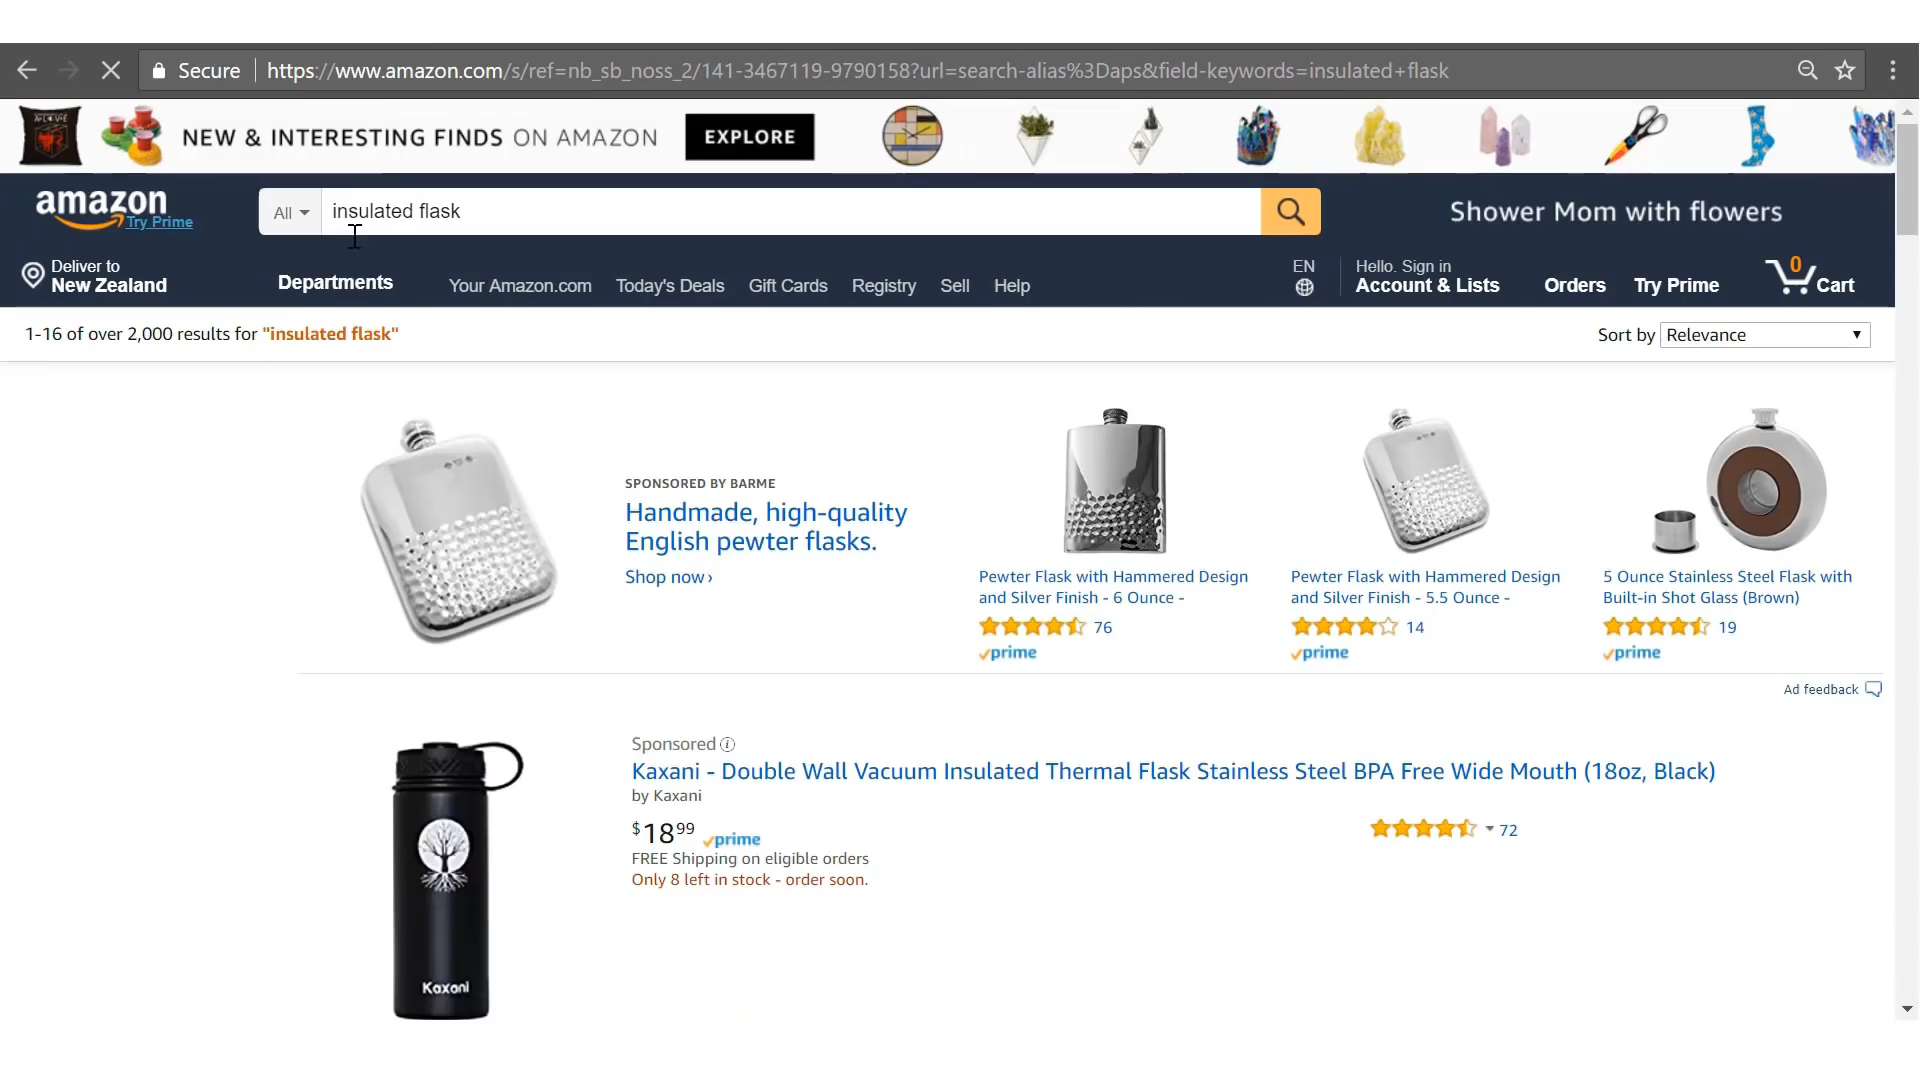 Secure https://www.amazon.com/s/ref=nb_sb_noss_2/141-3467119-9790158?url=search-alias%3Daps&field-keywords=insulated+flask
NEW & INTERESTING FINDS ON AMAZON EXPLORE
amazon
Try Prime
All insulated flask
Shower Mom with flowers
Deliver to
New Zealand
Departments
Your Amazon.com Today's Deals Gift Cards Registry Sell Help
EN
Hello. Sign in
Account & Lists
Orders
Try Prime
0
Cart
1-16 of over 2,000 results for "insulated flask"
Sort by Relevance
SPONSORED BY BARME
Handmade, high-quality
English pewter flasks.
Shop now ›
Pewter Flask with Hammered Design
and Silver Finish - 6 Ounce -
76
prime
Pewter Flask with Hammered Design
and Silver Finish - 5.5 Ounce -
14
prime
5 Ounce Stainless Steel Flask with
Built-in Shot Glass (Brown)
19
prime
Ad feedback
Sponsored
Kaxani - Double Wall Vacuum Insulated Thermal Flask Stainless Steel BPA Free Wide Mouth (18oz, Black)
by Kaxani
$18 99 prime
72
FREE Shipping on eligible orders
Only 8 left in stock - order soon.
Kaxani